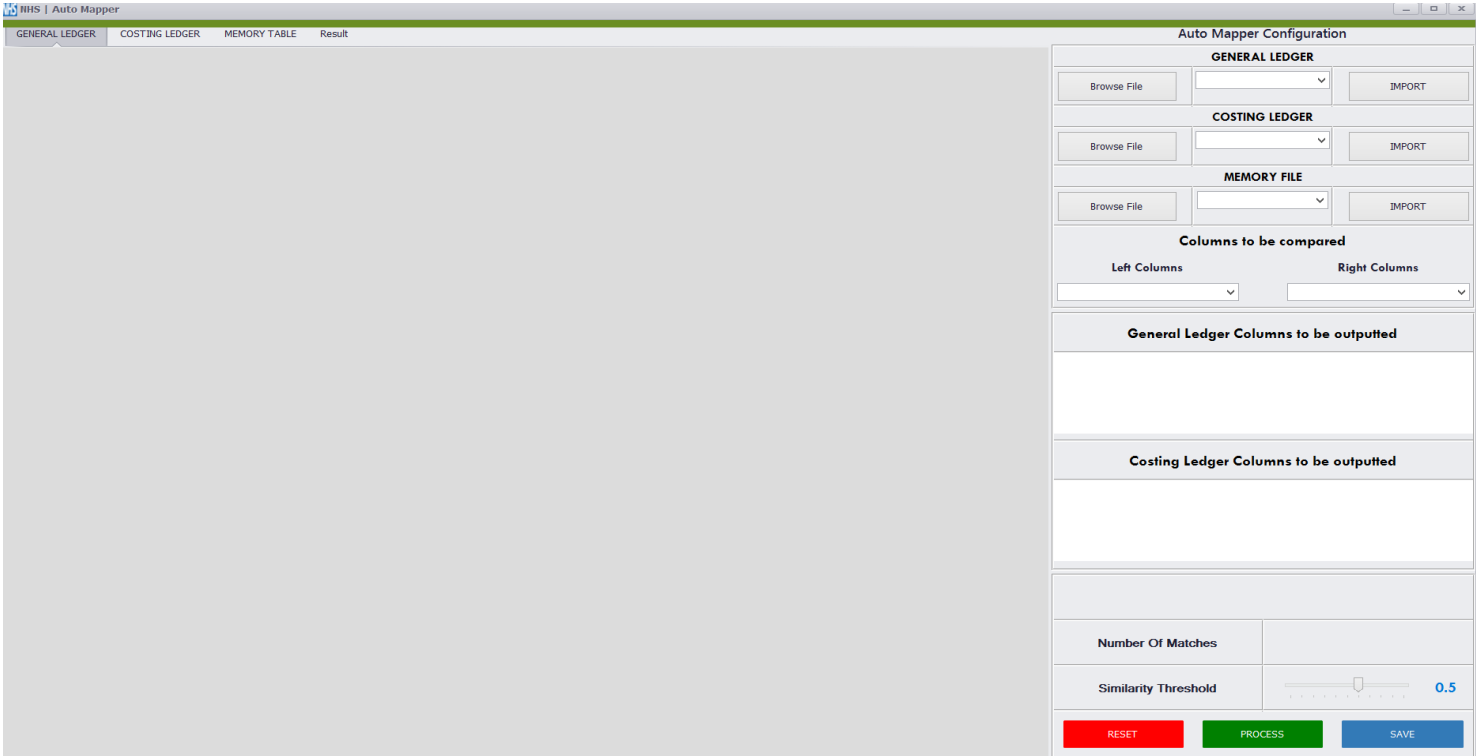 NHS NHS | Auto Mapper
GENERAL LEDGER COSTING LEDGER MEMORY TABLE Result
Auto Mapper Configuration
GENERAL LEDGER
Browse File IMPORT
COSTING LEDGER
Browse File IMPORT
MEMORY FILE
Browse File IMPORT
Columns to be compared
Left Columns Right Columns
General Ledger Columns to be outputted
Costing Ledger Columns to be outputted
Number Of Matches
Similarity Threshold 0.5
RESET PROCESS SAVE